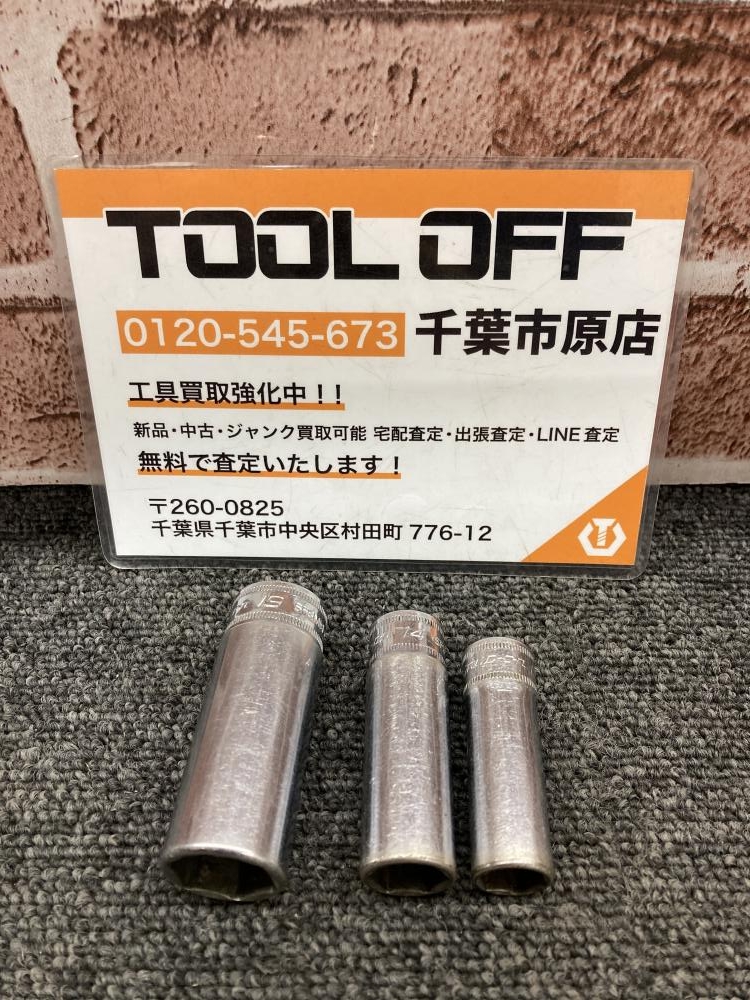 TOOL OFF
0120-545-673 千葉市原店
工具買取強化中！！
新品・中古・ジャンク買取可能 宅配査定・出張査定・LINE査定
無料で査定いたします！
〒260-0825
千葉県千葉市中央区村田町 776-12
19
14